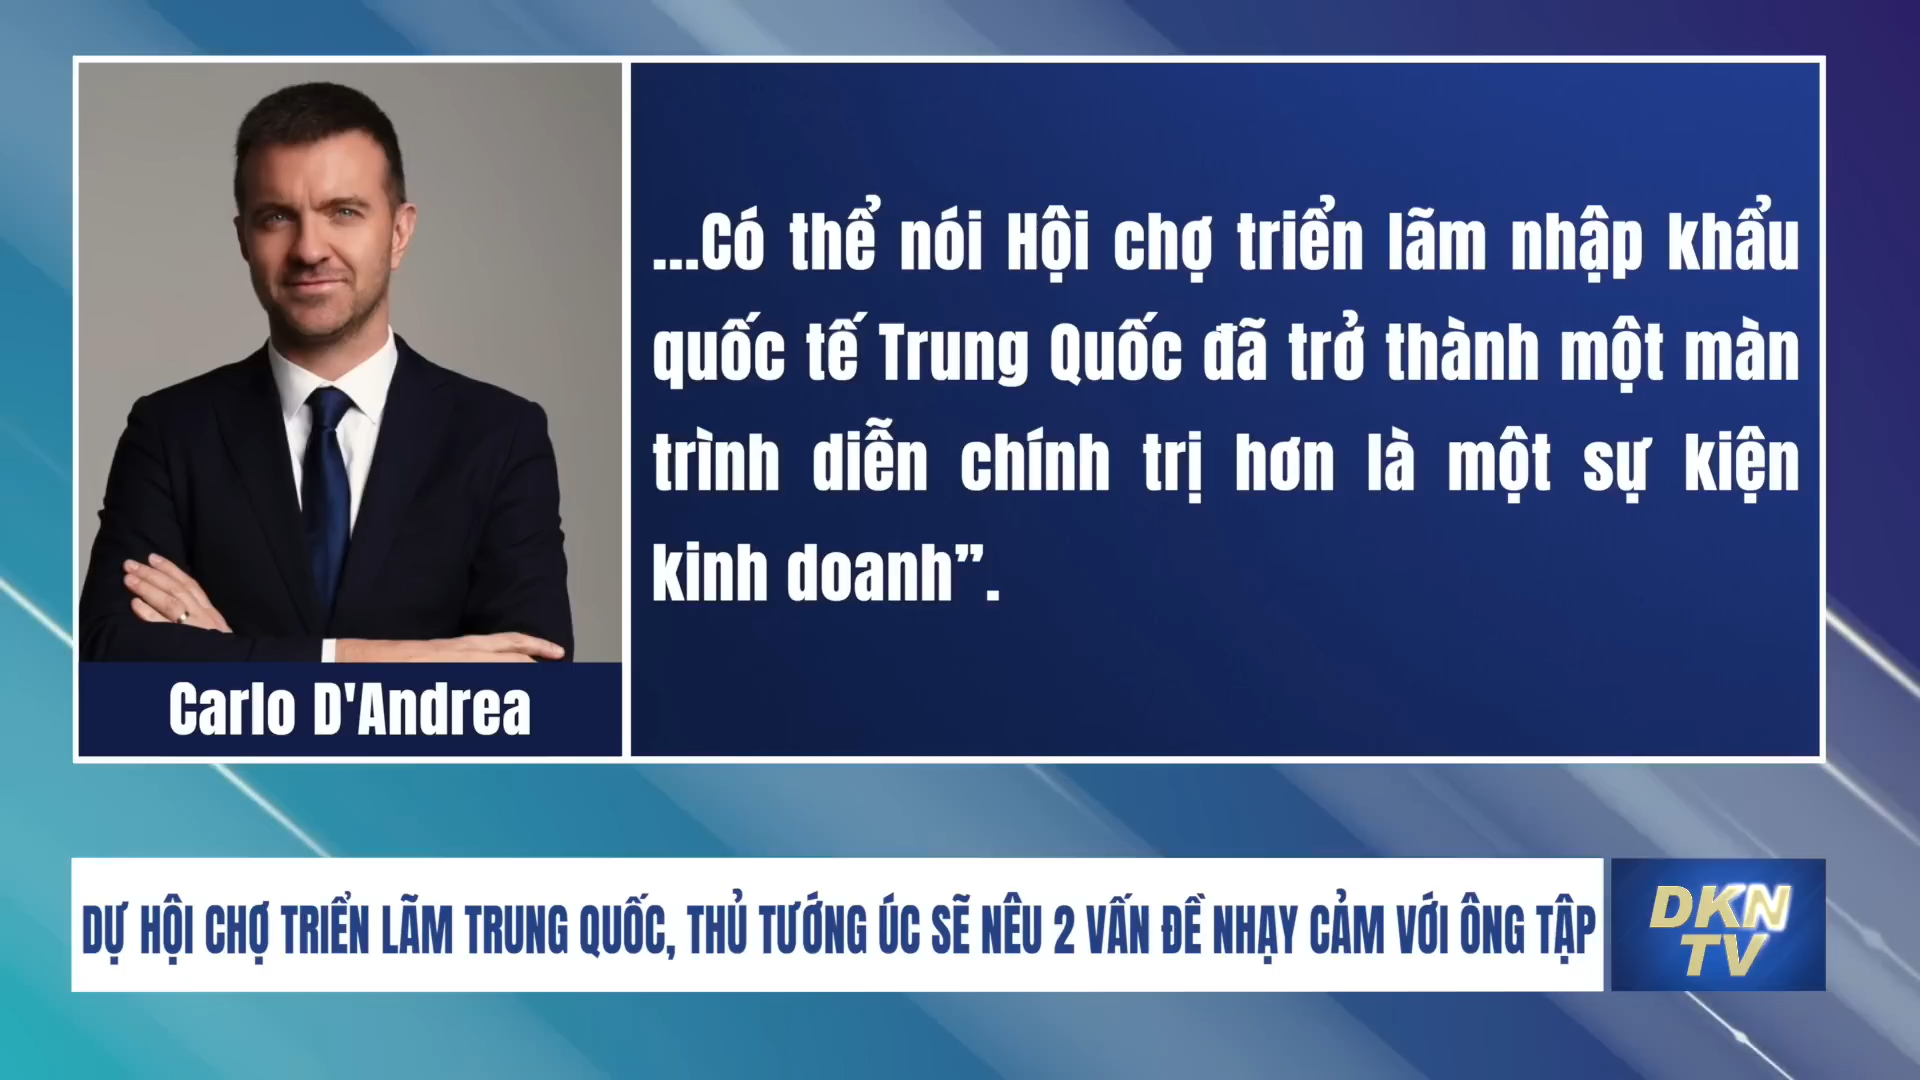 ...Có thể nói Hội chợ triển lãm nhập khẩu
quốc tế Trung Quốc đã trở thành một màn
trình diễn chính trị hơn là một sự kiện
kinh doanh”.
Carlo D'Andrea
DỰ HỘI CHỢ TRIỂN LÃM TRUNG QUỐC, THỦ TƯỚNG ÚC SẼ NÊU 2 VẤN ĐỀ NHẠY CẢM VỚI ÔNG TẬP
DKN
TV